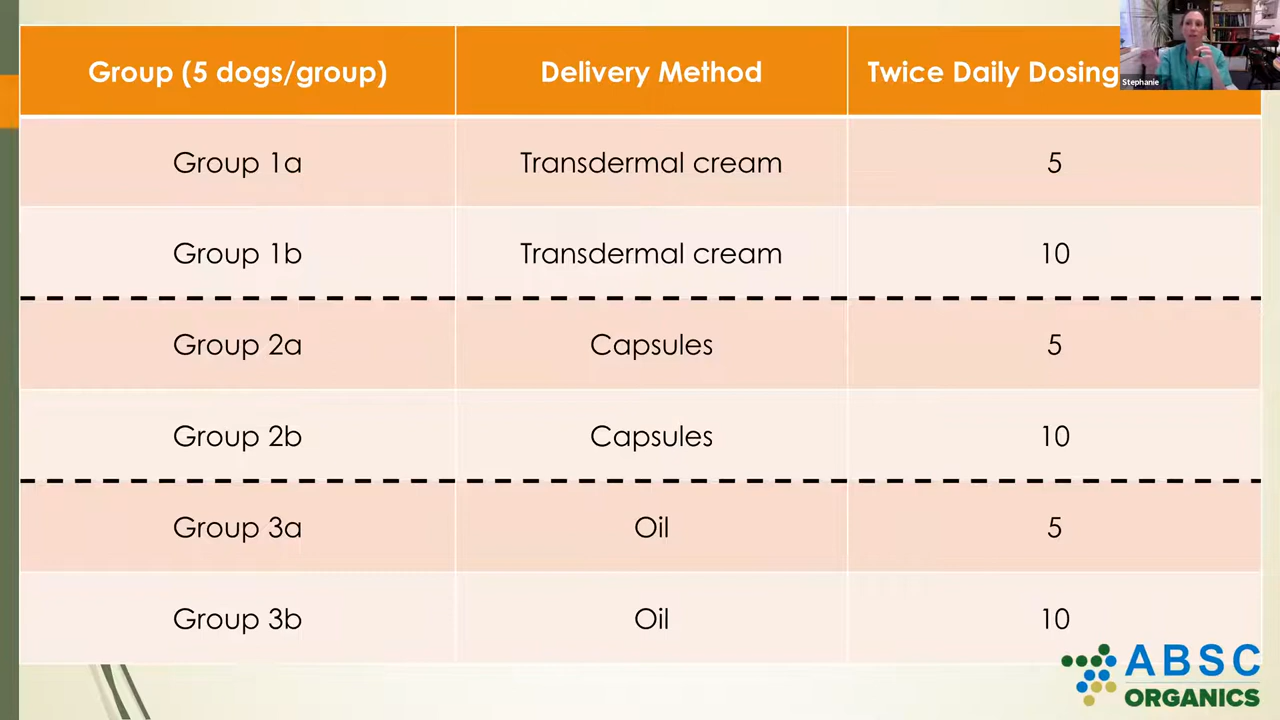 Group (5 dogs/group) Delivery Method Twice Daily Dosing
Stephanie
Group 1a Transdermal cream 5
Group 1b Transdermal cream 10
Group 2a Capsules 5
Group 2b Capsules 10
Group 3a Oil 5
Group 3b Oil 10
ABSC
ORGANICS